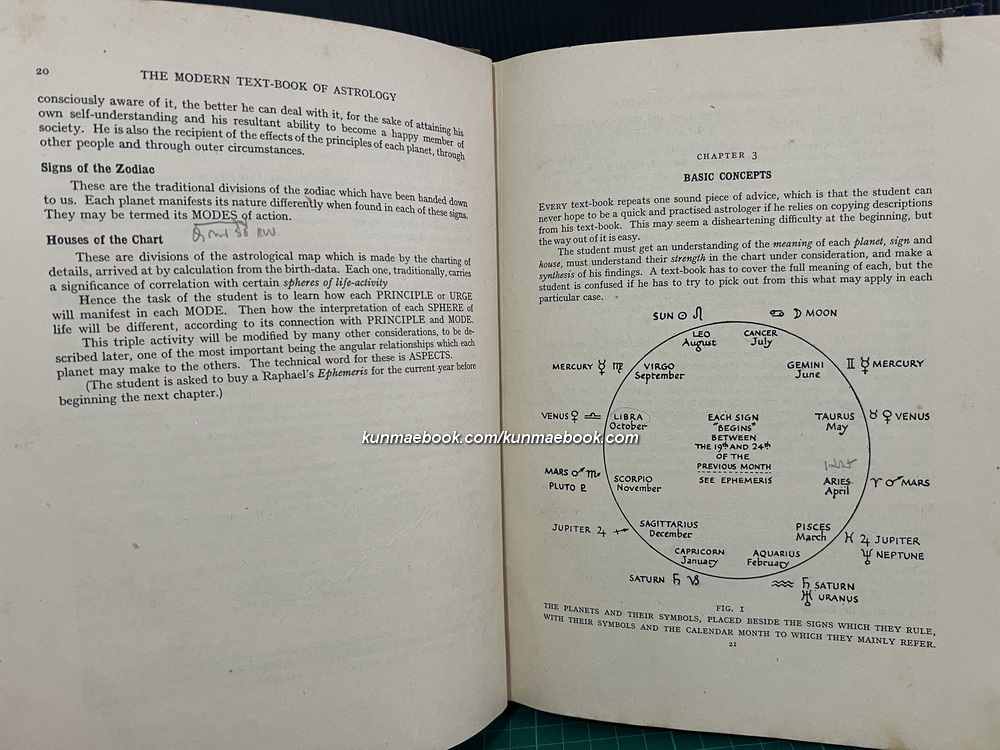 20
THE MODERN TEXT-BOOK OF ASTROLOGY
consciously aware of it, the better he can deal with it, for the sake of attaining his
own self-understanding and his resultant ability to become a happy member of
society. He is also the recipient of the effects of the principles of each planet, through
other people and through outer circumstances.
Signs of the Zodiac
These are the traditional divisions of the zodiac which have been handed down
to us. Each planet manifests its nature differently when found in each of these signs.
They may be termed its MODES of action.
Houses of the Chart
These are divisions of the astrological map which is made by the charting of
details, arrived at by calculation from the birth-data. Each one, traditionally, carries
a significance of correlation with certain spheres of life-activity
Hence the task of the student is to learn how each PRINCIPLE or URGE
will manifest in each MODE. Then how the interpretation of each SPHERE of
life will be different, according to its connection with PRINCIPLE and MODE.
This triple activity will be modified by many other considerations, to be de-
scribed later, one of the most important being the angular relationships which each
planet may make to the others. The technical word for these is ASPECTS.
(The student is asked to buy a Raphael's Ephemeris for the current year before
beginning the next chapter.)
CHAPTER 3
BASIC CONCEPTS
EVERY text-book repeats one sound piece of advice, which is that the student can
never hope to be a quick and practised astrologer if he relies on copying descriptions
from his text-book. This may seem a disheartening difficulty at the beginning, but
the way out of it is easy.
The student must get an understanding of the meaning of each planet, sign and
house, must understand their strength in the chart under consideration, and make a
synthesis of his findings. A text-book has to cover the full meaning of each, but the
student is confused if he has to try to pick out from this what may apply in each
particular case.
SUN ☉ ♌
♋ ☽ MOON
LEO
August
CANCER
July
MERCURY ☿ ♍
VIRGO
September
GEMINI
June
♊ ☿ MERCURY
VENUS ♀ ♎
LIBRA
October
EACH SIGN
"BEGINS"
BETWEEN
THE 19th AND 24th
OF THE
PREVIOUS MONTH
SEE EPHEMERIS
TAURUS
May
♉ ♀ VENUS
MARS ♂ ♏
PLUTO ♇
SCORPIO
November
ARIES
April
♈ ♂ MARS
JUPITER ♃ ♐
SAGITTARIUS
December
PISCES
March
♓ ♃ JUPITER
♆ NEPTUNE
CAPRICORN
January
AQUARIUS
February
SATURN ♄ ♑
♒ ♄ SATURN
♅ URANUS
FIG. 1
THE PLANETS AND THEIR SYMBOLS, PLACED BESIDE THE SIGNS WHICH THEY RULE,
WITH THEIR SYMBOLS AND THE CALENDAR MONTH TO WHICH THEY MAINLY REFER.
21
kunmaebook.com/kunmaebook.com